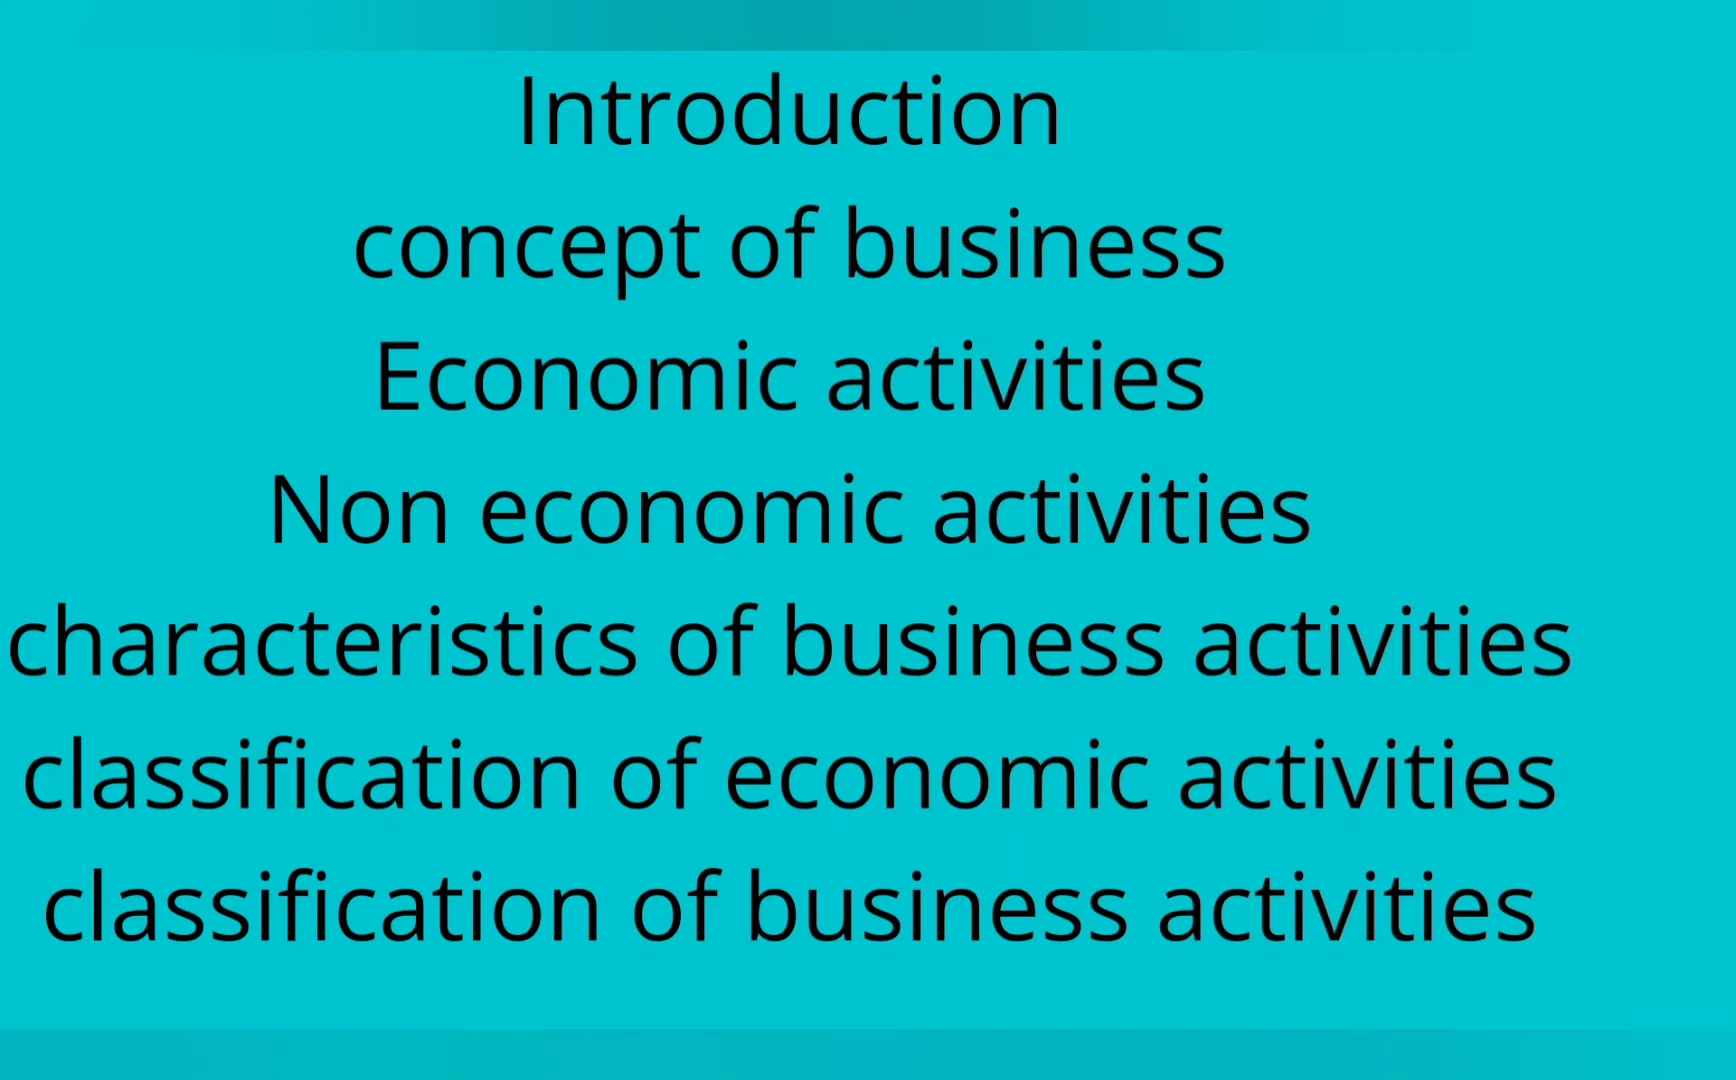 Introduction
concept of business
Economic activities
Non economic activities
characteristics of business activities
classification of economic activities
classification of business activities